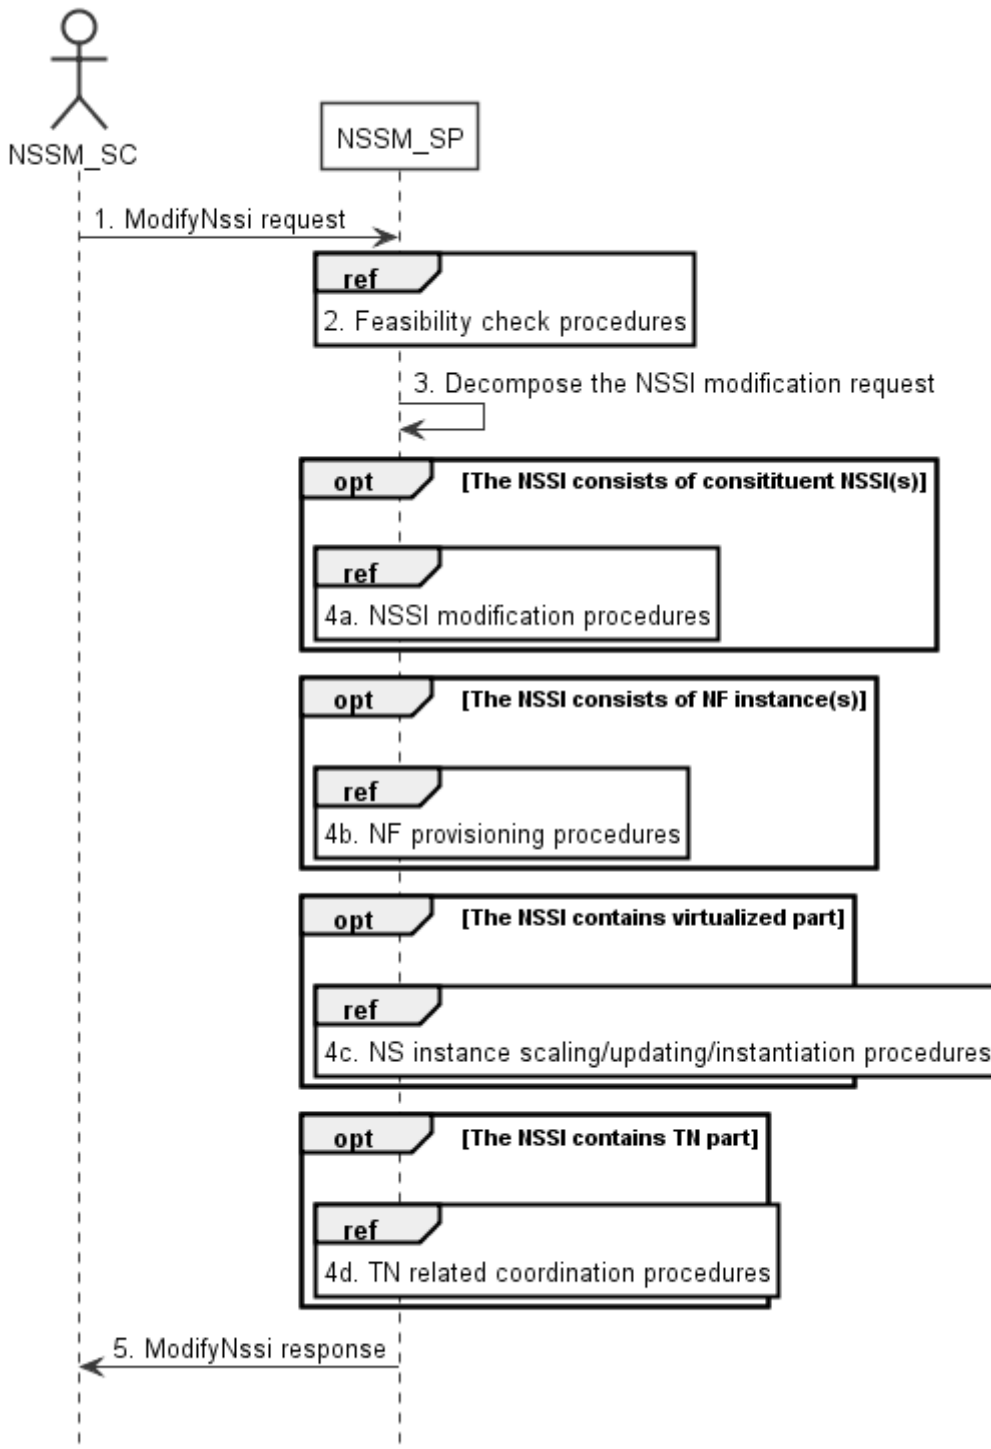 NSSM_SC
NSSM_SP
1. ModifyNssi request
ref
2. Feasibility check procedures
3. Decompose the NSSI modification request
opt [The NSSI consists of consitituent NSSI(s)]
ref
4a. NSSI modification procedures
opt [The NSSI consists of NF instance(s)]
ref
4b. NF provisioning procedures
opt [The NSSI contains virtualized part]
ref
4c. NS instance scaling/updating/instantiation procedures
opt [The NSSI contains TN part]
ref
4d. TN related coordination procedures
5. ModifyNssi response